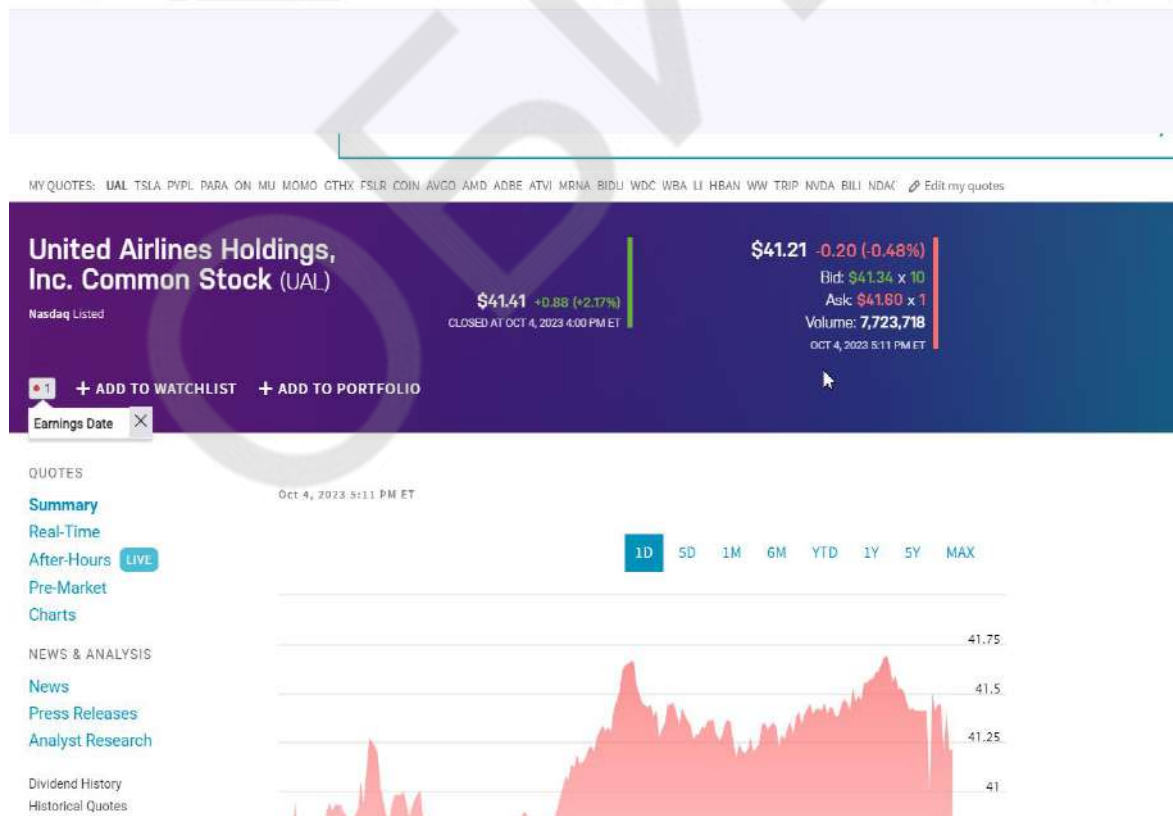 MY QUOTES: UAL TSLA PYPL PARA ON MU MOMO GTHX FSLR COIN AVGO AMD ADBE ATVI MRNA BIDU WDC WBA LI HBAN WW TRIP NVDA BILI NDAC Edit my quotes
United Airlines Holdings,
Inc. Common Stock (UAL)
Nasdaq Listed
$41.41 +0.88 (+2.17%)
CLOSED AT OCT 4, 2023 4:00 PM ET
$41.21 -0.20 (-0.48%)
Bid: $41.34 x 10
Ask: $41.60 x 1
Volume: 7,723,718
OCT 4, 2023 5:11 PM ET
1 + ADD TO WATCHLIST + ADD TO PORTFOLIO
Earnings Date X
QUOTES
Summary
Real-Time
After-Hours LIVE
Pre-Market
Charts
NEWS & ANALYSIS
News
Press Releases
Analyst Research
Dividend History
Historical Quotes
Oct 4, 2023 5:11 PM ET
1D 5D 1M 6M YTD 1Y 5Y MAX
41.75
41.5
41.25
41